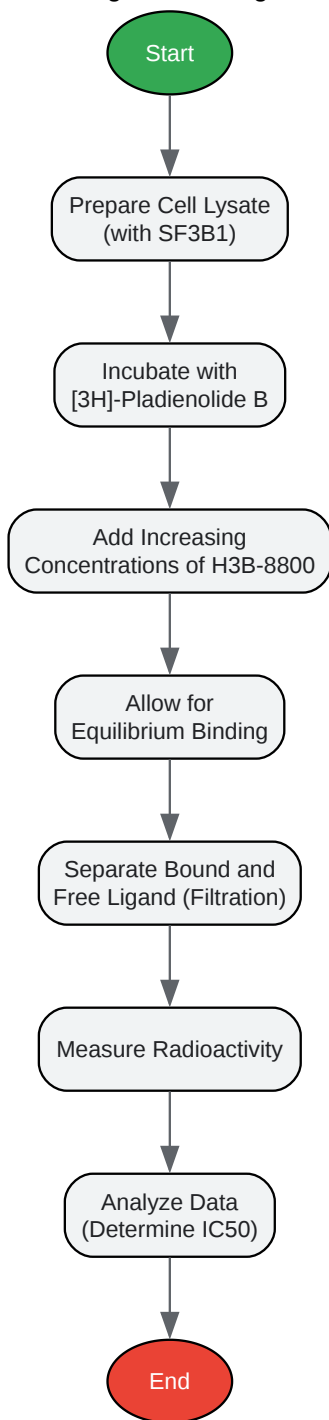 Start
Prepare Cell Lysate
(with SF3B1)
Incubate with
[3H]-Pladienolide B
Add Increasing
Concentrations of H3B-8800
Allow for
Equilibrium Binding
Separate Bound and
Free Ligand (Filtration)
Measure Radioactivity
Analyze Data
(Determine IC50)
End